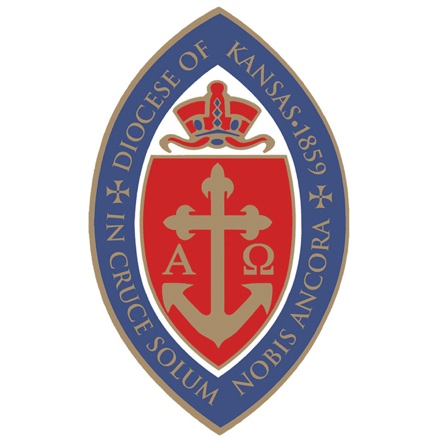 ✠ DIOCESE OF KANSAS · 1859 ✠
IN CRUCE SOLUM NOBIS ANCORA
Α Ω